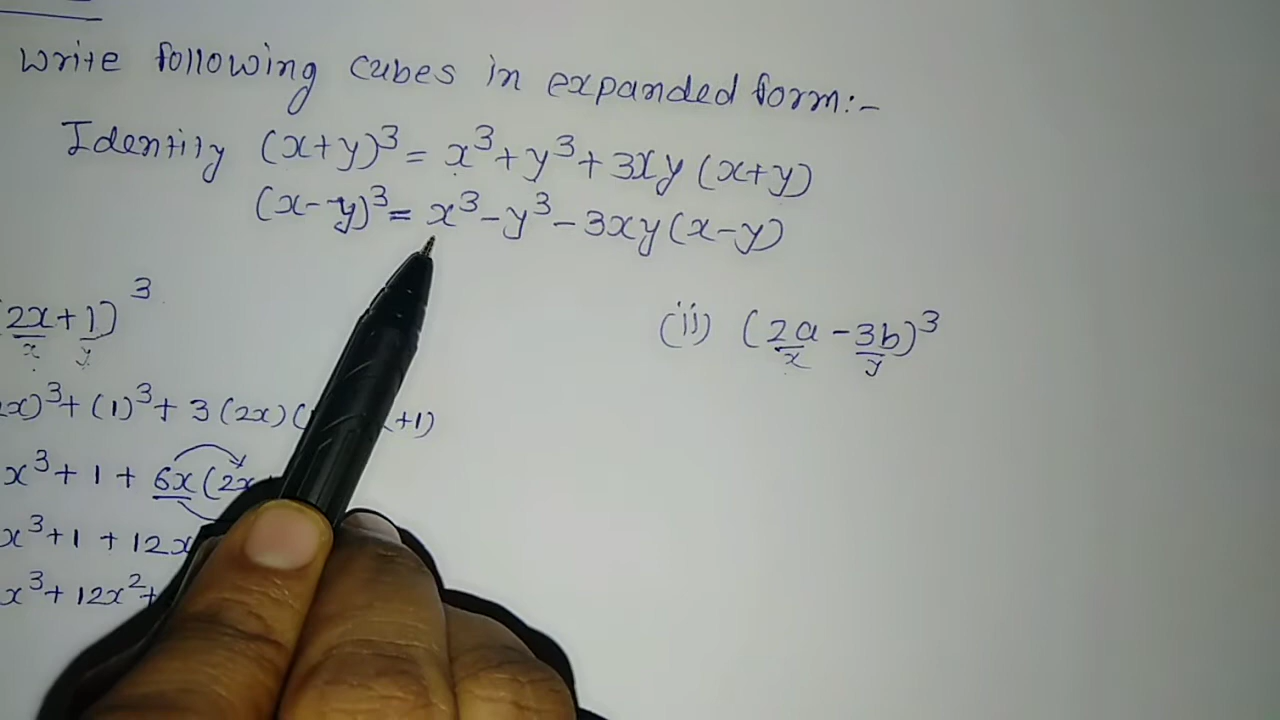 Write following cubes in expanded form:-
Identity (x+y)³ = x³+y³+3xy(x+y)
(x-y)³ = x³-y³-3xy(x-y)
2x+1)³
x y
(ii) (2a-3b)³
x y
x)³+(1)³+3(2x)( +1)
x³+1+6x(2x
x³+1+12x
x³+12x²+